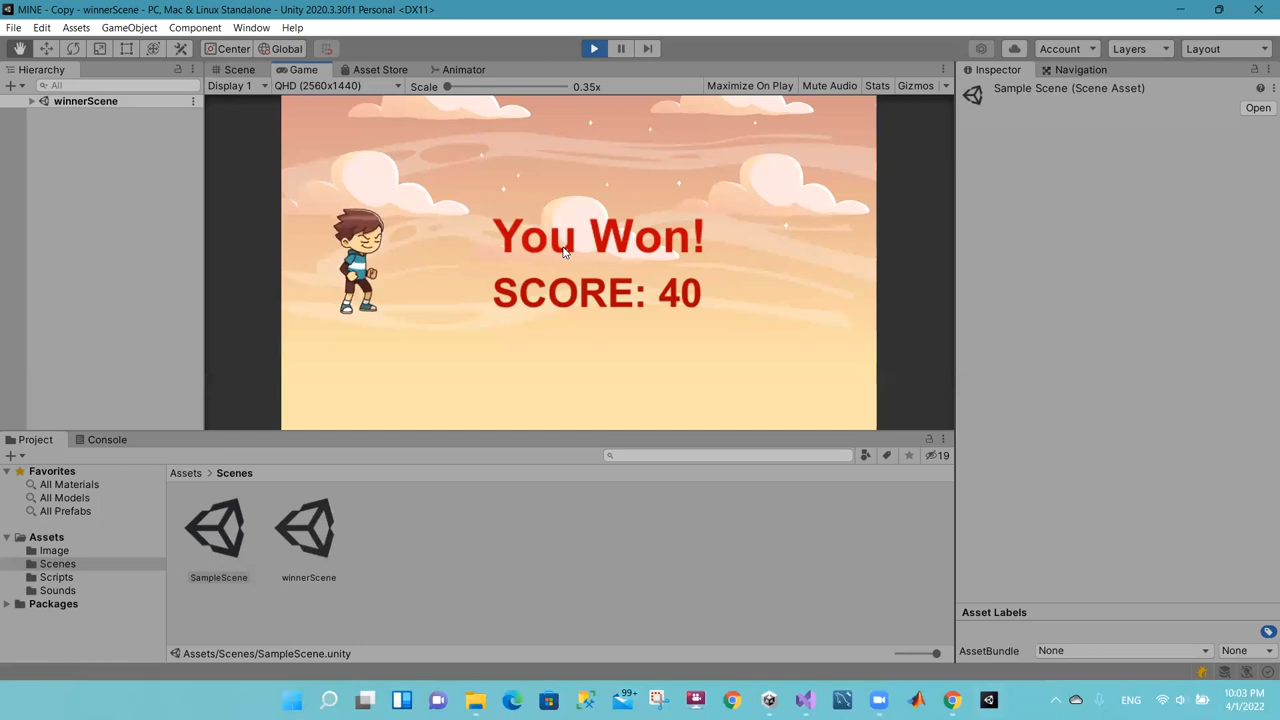 MINE - Copy - winnerScene - PC, Mac & Linux Standalone - Unity 2020.3.30f1 Personal <DX11>
File Edit Assets GameObject Component Window Help
Center Global Account Layers Layout
Hierarchy Scene Game Asset Store Animator Inspector Navigation
All Display 1 QHD (2560x1440) Scale 0.35x Maximize On Play Mute Audio Stats Gizmos Sample Scene (Scene Asset)
winnerScene Open
You Won!
SCORE: 40
Project Console
19
Favorites Assets > Scenes
All Materials
All Models
All Prefabs
Assets
Image
Scenes
Scripts SampleScene winnerScene
Sounds
Packages
Asset Labels
Assets/Scenes/SampleScene.unity AssetBundle None None
99+ ENG 10:03 PM
4/1/2022